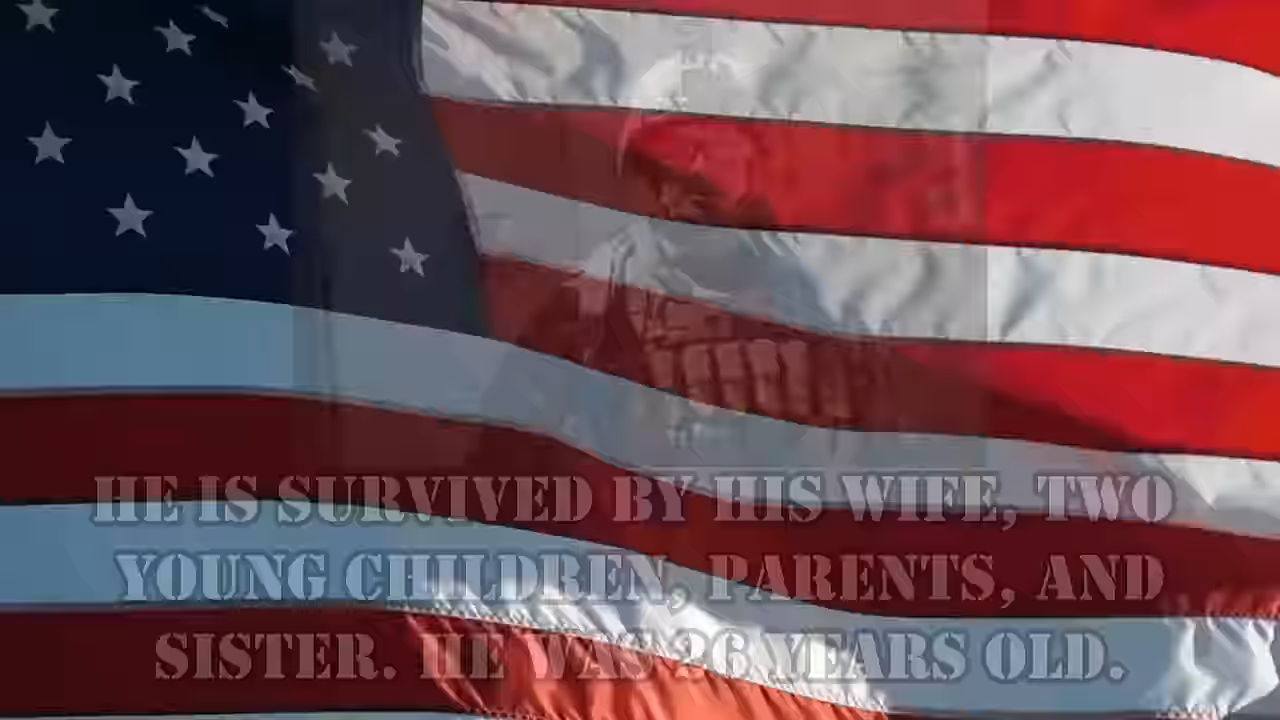 HE IS SURVIVED BY HIS WIFE, TWO
YOUNG CHILDREN, PARENTS, AND
SISTER. HE WAS 26 YEARS OLD.